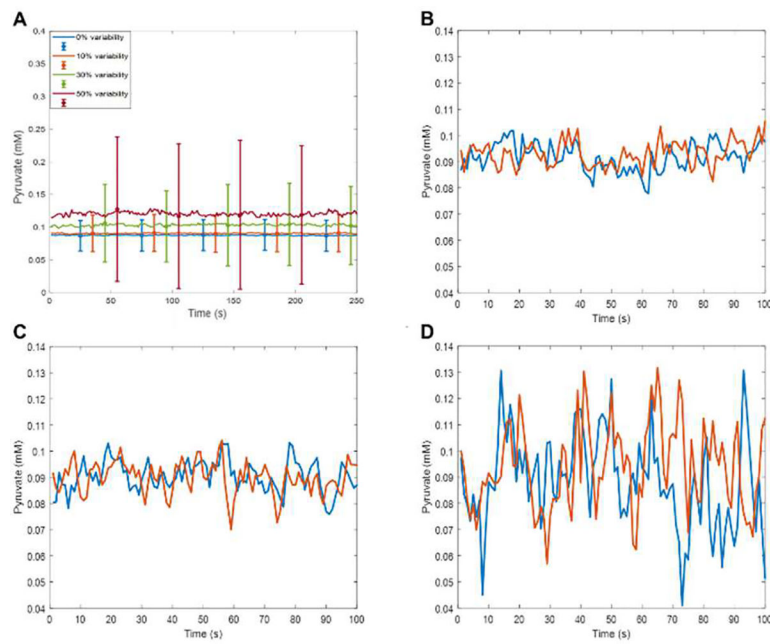 A
0% variability
10% variability
30% variability
50% variability
Pyruvate (mM)
0.4
0.35
0.3
0.25
0.2
0.15
0.1
0.05
0
0 50 100 150 200 250
Time (s)
B
Pyruvate (mM)
0.14
0.13
0.12
0.11
0.1
0.09
0.08
0.07
0.06
0.05
0.04
0 10 20 30 40 50 60 70 80 90 100
Time (s)
C
Pyruvate (mM)
0.14
0.13
0.12
0.11
0.1
0.09
0.08
0.07
0.06
0.05
0.04
0 10 20 30 40 50 60 70 80 90 100
Time (s)
D
Pyruvate (mM)
0.14
0.13
0.12
0.11
0.1
0.09
0.08
0.07
0.06
0.05
0.04
0 10 20 30 40 50 60 70 80 90 100
Time (s)